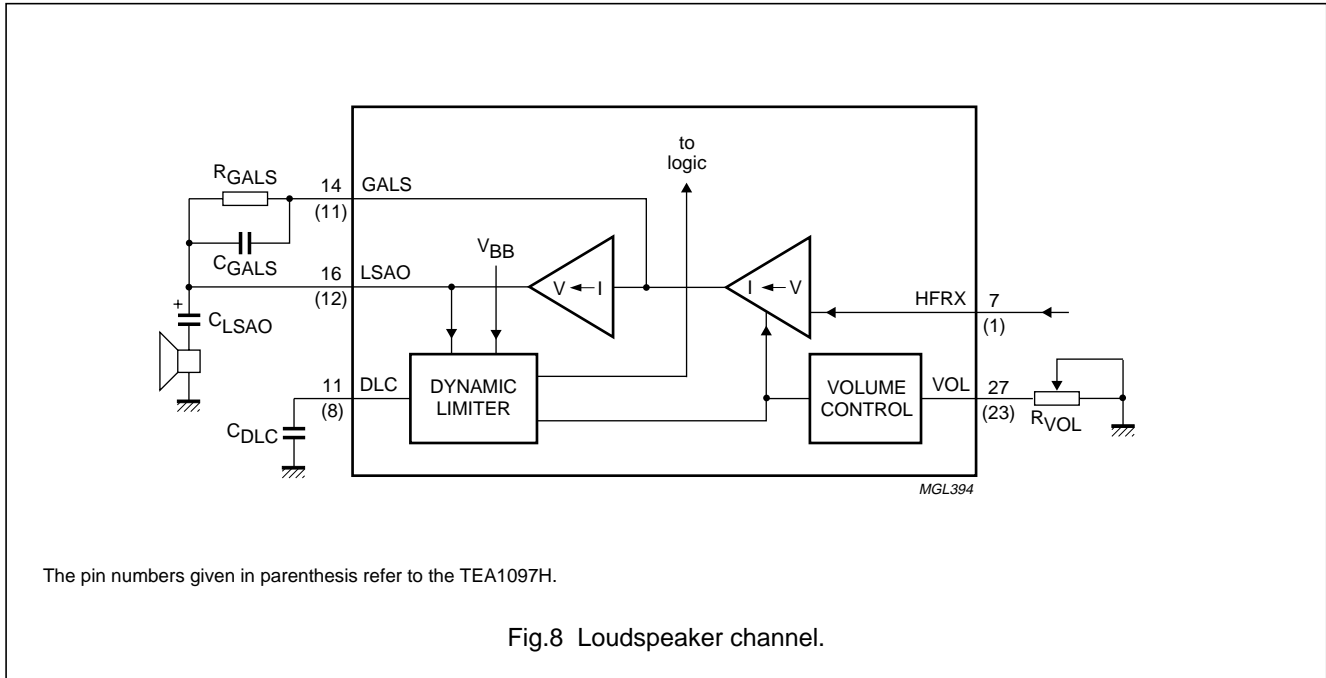 to
logic
RGALS
14
GALS
(11)
CGALS
VBB
16
LSAO
(12)
V
I
I
V
HFRX
7
(1)
+
CLSAO
11
DLC
(8)
DYNAMIC
LIMITER
VOLUME
CONTROL
VOL
27
(23)
RVOL
CDLC
MGL394
The pin numbers given in parenthesis refer to the TEA1097H.
Fig.8 Loudspeaker channel.